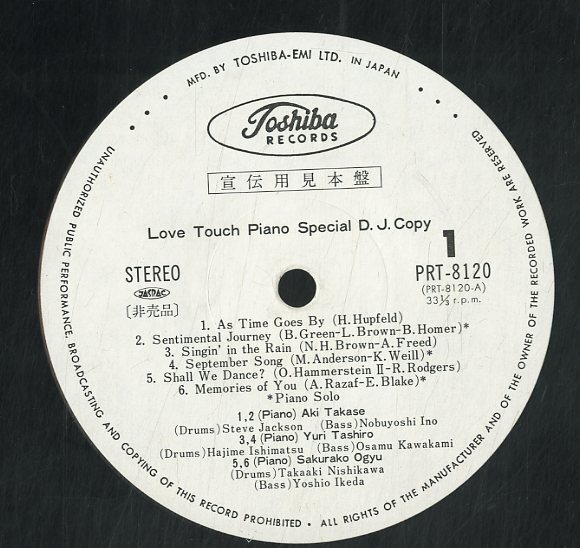 MFD. BY TOSHIBA-EMI LTD. IN JAPAN
Toshiba
RECORDS
宣伝用見本盤
Love Touch Piano Special D.J.Copy
1
STEREO
PRT-8120
JASRAC
(PRT-8120-A)
〔非売品〕
33⅓ r.p.m.
1. As Time Goes By (H.Hupfeld)
2. Sentimental Journey (B.Green-L.Brown-B.Homer)*
3. Singin' in the Rain (N.H.Brown-A.Freed)
4. September Song (M.Anderson-K.Weill)*
5. Shall We Dance? (O.Hammerstein II-R.Rodgers)
6. Memories of You (A.Razaf-E.Blake)*
*Piano Solo
1,2 (Piano) Aki Takase
(Drums) Steve Jackson (Bass) Nobuyoshi Ino
3,4 (Piano) Yuri Tashiro
(Drums) Hajime Ishimatsu (Bass) Osamu Kawakami
5,6 (Piano) Sakurako Ogyu
(Drums) Takaaki Nishikawa
(Bass) Yoshio Ikeda
UNAUTHORIZED PUBLIC PERFORMANCE, BROADCASTING AND COPYING OF THIS RECORD PROHIBITED • ALL RIGHTS OF THE MANUFACTURER AND OF THE OWNER OF THE RECORDED WORK ARE RESERVED